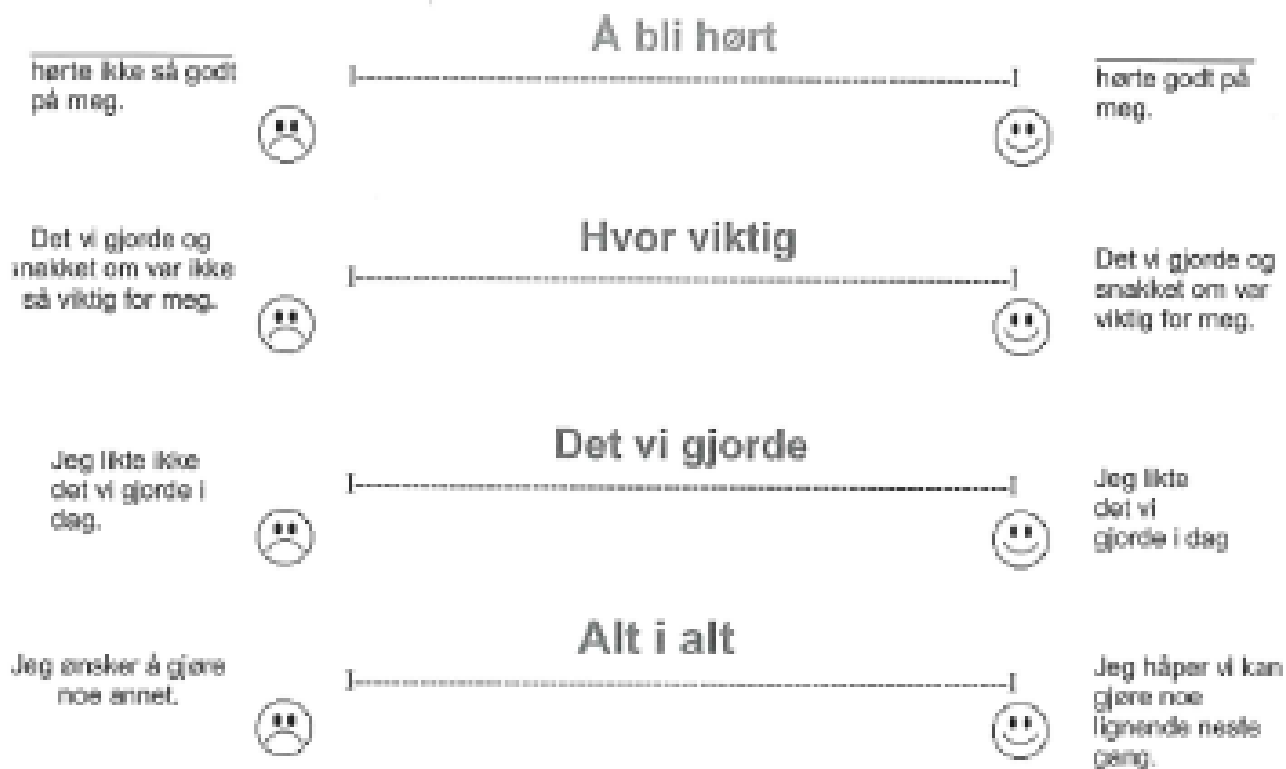 Å bli hørt
hørte ikke så godt
på meg.
hørte godt på
meg.
Hvor viktig
Det vi gjorde og
snakket om var ikke
så viktig for meg.
Det vi gjorde og
snakket om var
viktig for meg.
Det vi gjorde
Jeg likte ikke
det vi gjorde i
dag.
Jeg likte
det vi
gjorde i dag
Alt i alt
Jeg ønsker å gjøre
noe annet.
Jeg håper vi kan
gjøre noe
lignende neste
gang.